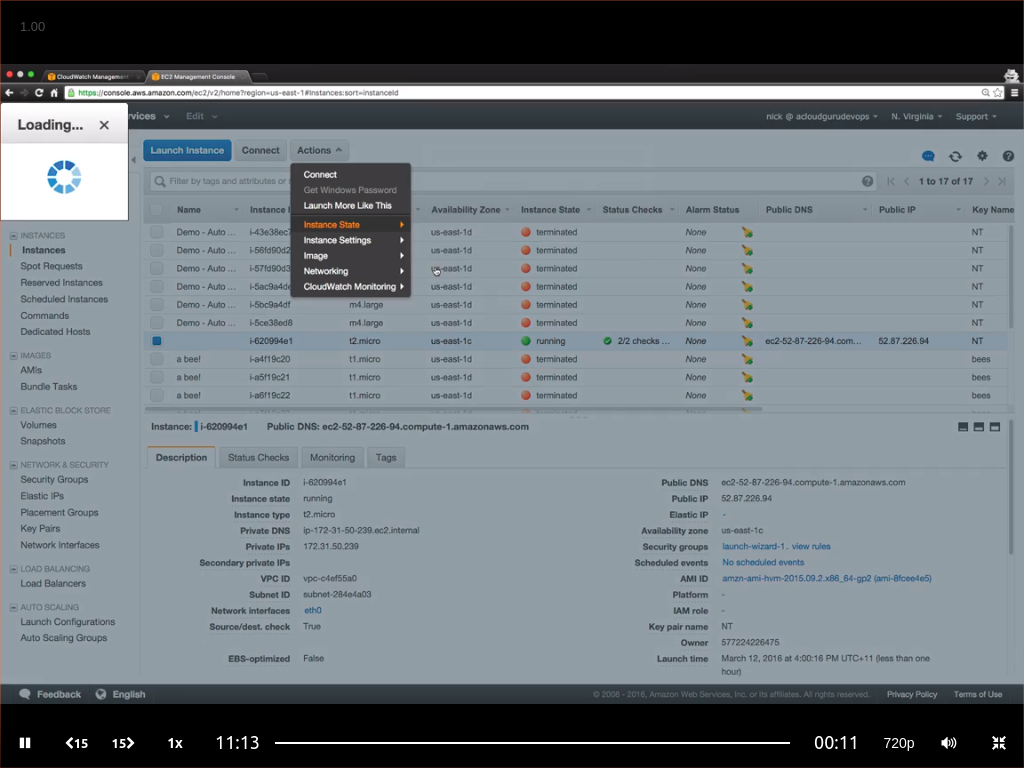 1.00
CloudWatch Managemen
EC2 Management Console
https://console.aws.amazon.com/ec2/v2/home?region=us-east-1#Instances:sort=instanceId
Loading...
rvices Edit nick @ acloudgurudevops N. Virginia Support
Launch Instance Connect Actions
Filter by tags and attributes or 1 to 17 of 17
Connect
Get Windows Password
Launch More Like This
Instance State
Instance Settings
Image
Networking
CloudWatch Monitoring
Name Instance I Availability Zone Instance State Status Checks Alarm Status Public DNS Public IP Key Name
Demo - Auto ... i-43e38ec us-east-1d terminated None NT
Demo - Auto ... i-56fd90d us-east-1d terminated None NT
Demo - Auto ... i-57fd90d us-east-1d terminated None NT
Demo - Auto ... i-5ac9a4d us-east-1d terminated None NT
Demo - Auto ... i-5bc9a4df m4.large us-east-1d terminated None NT
Demo - Auto ... i-5ce38ed8 m4.large us-east-1d terminated None NT
i-620994e1 t2.micro us-east-1c running 2/2 checks ... None ec2-52-87-226-94.com... 52.87.226.94 NT
a bee! i-a4f19c20 t1.micro us-east-1d terminated None bees
a bee! i-a5f19c21 t1.micro us-east-1d terminated None bees
a bee! i-a6f19c22 t1.micro us-east-1d terminated None bees
INSTANCES
Instances
Spot Requests
Reserved Instances
Scheduled Instances
Commands
Dedicated Hosts
IMAGES
AMIs
Bundle Tasks
ELASTIC BLOCK STORE
Volumes
Snapshots
NETWORK & SECURITY
Security Groups
Elastic IPs
Placement Groups
Key Pairs
Network Interfaces
LOAD BALANCING
Load Balancers
AUTO SCALING
Launch Configurations
Auto Scaling Groups
Instance: i-620994e1 Public DNS: ec2-52-87-226-94.compute-1.amazonaws.com
Description Status Checks Monitoring Tags
Instance ID i-620994e1 Public DNS ec2-52-87-226-94.compute-1.amazonaws.com
Instance state running Public IP 52.87.226.94
Instance type t2.micro Elastic IP -
Private DNS ip-172-31-50-239.ec2.internal Availability zone us-east-1c
Private IPs 172.31.50.239 Security groups launch-wizard-1. view rules
Secondary private IPs Scheduled events No scheduled events
VPC ID vpc-c4ef55a0 AMI ID amzn-ami-hvm-2015.09.2.x86_64-gp2 (ami-8fcee4e5)
Subnet ID subnet-284e4a03 Platform -
Network interfaces eth0 IAM role -
Source/dest. check True Key pair name NT
Owner 577224226475
EBS-optimized False Launch time March 12, 2016 at 4:00:16 PM UTC+11 (less than one
hour)
Feedback English © 2008 - 2016, Amazon Web Services, Inc. or its affiliates. All rights reserved. Privacy Policy Terms of Use
15 15 1x 11:13 00:11 720p